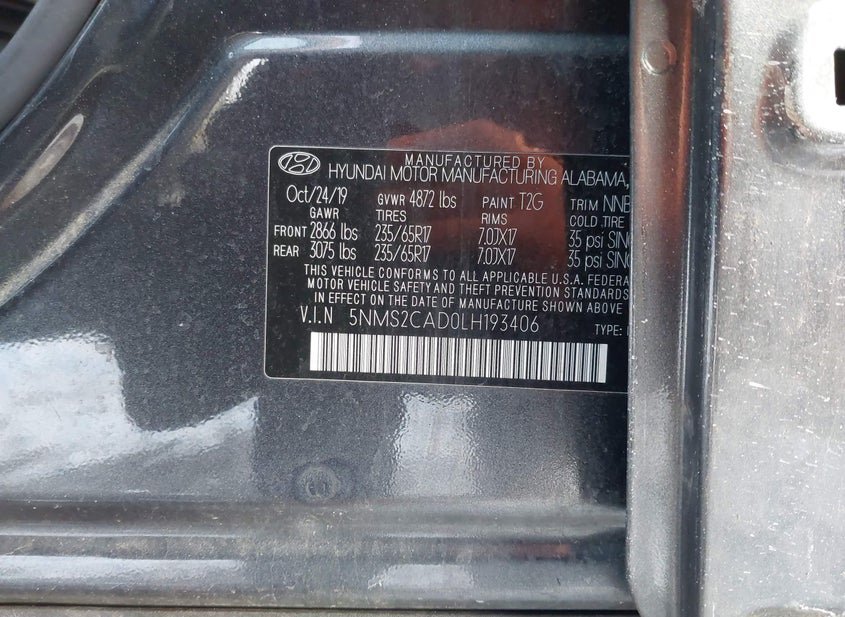 MANUFACTURED BY
HYUNDAI MOTOR MANUFACTURING ALABAMA,
Oct/24/19 GVWR 4872 lbs PAINT T2G TRIM NNB
GAWR TIRES RIMS COLD TIRE
FRONT 2866 lbs 235/65R17 7.0JX17 35 psi SING
REAR 3075 lbs 235/65R17 7.0JX17 35 psi SING
THIS VEHICLE CONFORMS TO ALL APPLICABLE U.S.A. FEDERA
MOTOR VEHICLE SAFETY AND THEFT PREVENTION STANDARDS
IN EFFECT ON THE DATE OF MANUFACTURE SHOWN ABOVE
V.I.N 5NMS2CAD0LH193406 TYPE: